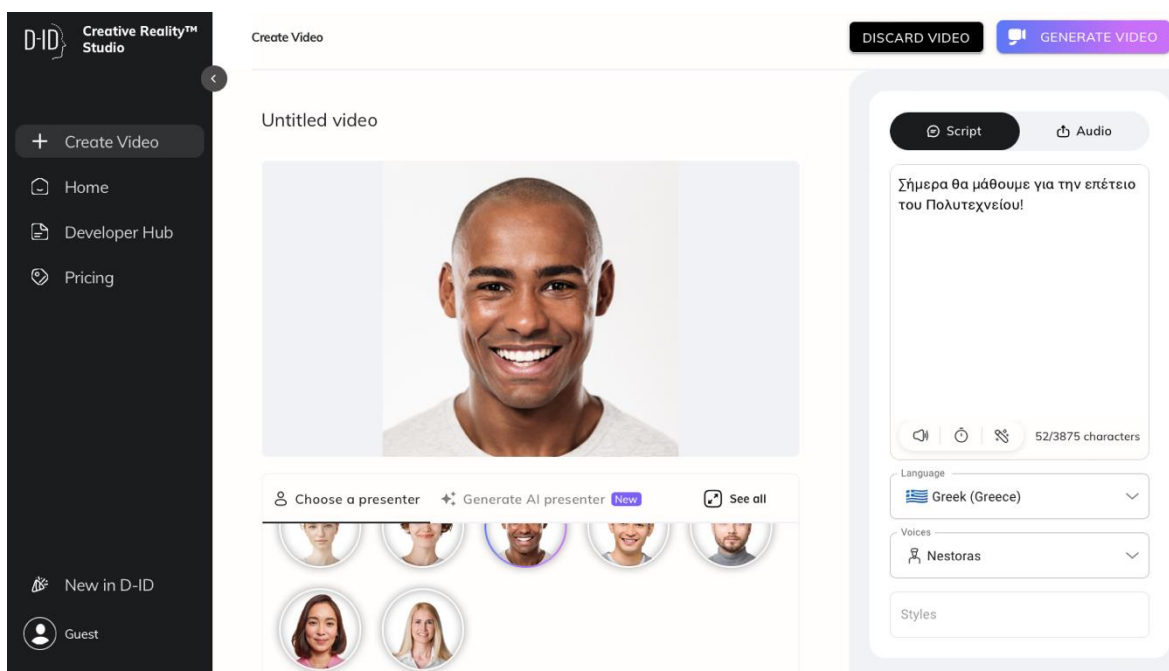 D-ID
Creative Reality™
Studio
Create Video
Home
Developer Hub
Pricing
New in D-ID
Guest
Create Video
DISCARD VIDEO
GENERATE VIDEO
Untitled video
Choose a presenter
Generate AI presenter
New
See all
Script
Audio
Σήμερα θα μάθουμε για την επέτειο
του Πολυτεχνείου!
52/3875 characters
Language
Greek (Greece)
Voices
Nestoras
Styles